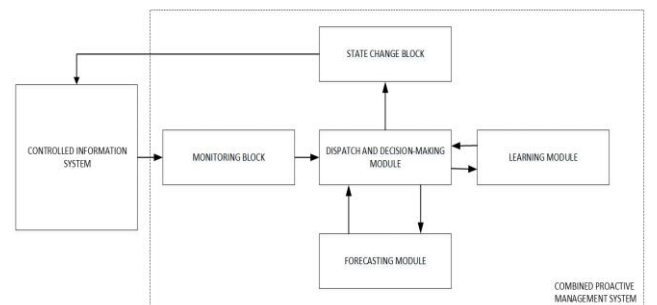 STATE CHANGE BLOCK
CONTROLLED INFORMATION
SYSTEM
MONITORING BLOCK
DISPATCH AND DECISION-MAKING
MODULE
LEARNING MODULE
FORECASTING MODULE
COMBINED PROACTIVE
MANAGEMENT SYSTEM